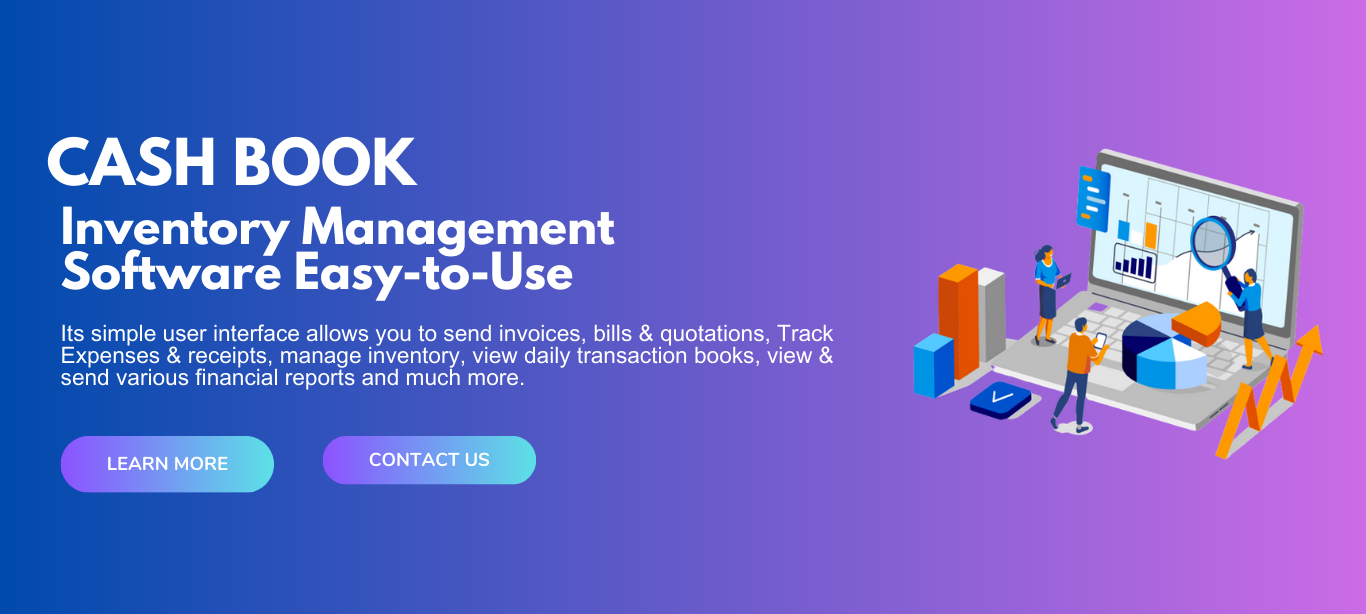 CASH BOOK
Inventory Management
Software Easy-to-Use
Its simple user interface allows you to send invoices, bills & quotations, Track
Expenses & receipts, manage inventory, view daily transaction books, view &
send various financial reports and much more.
LEARN MORE
CONTACT US